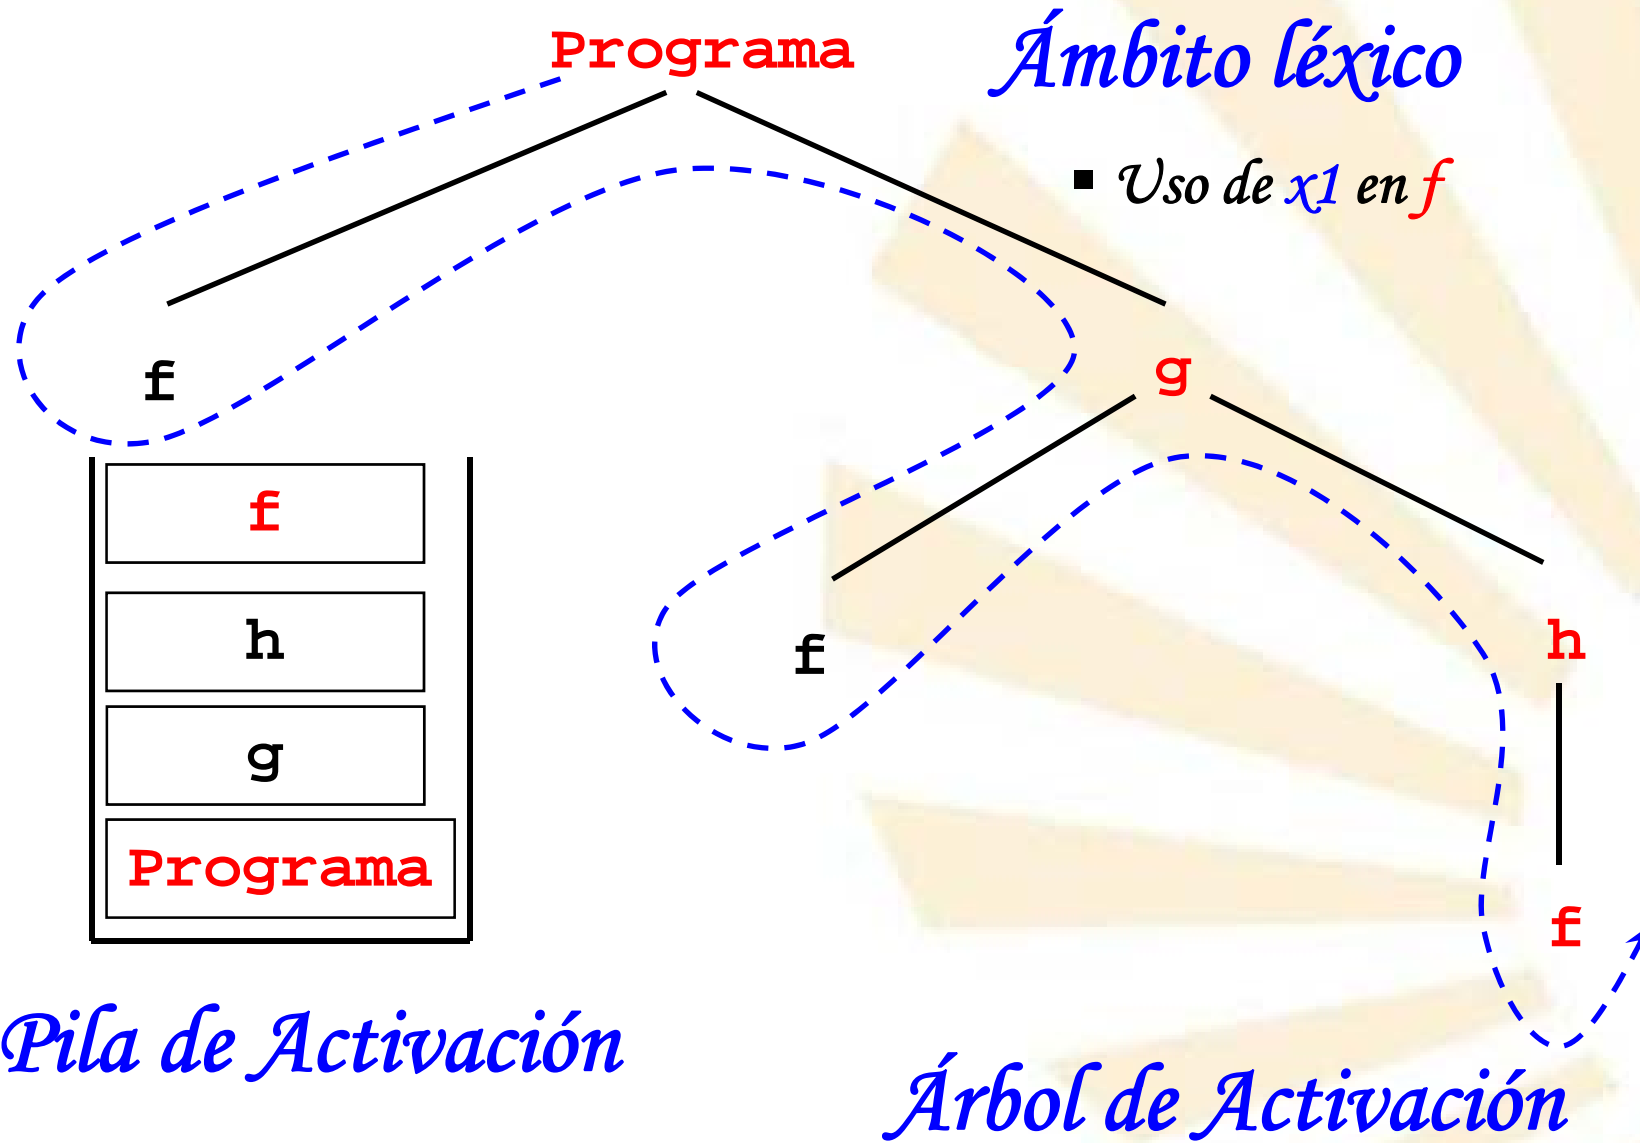 Programa
Ámbito léxico
Uso de x1 en f
f
g
f
h
f
h
g
Programa
f
Pila de Activación
Árbol de Activación